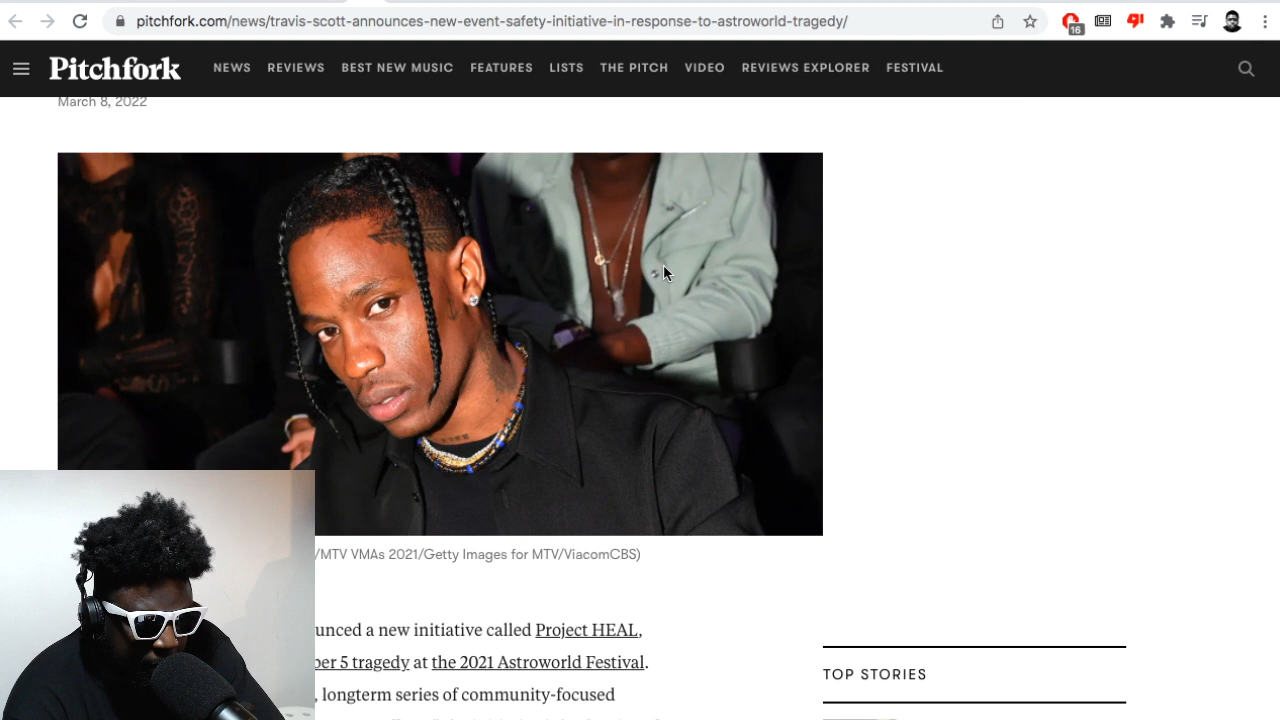 pitchfork.com/news/travis-scott-announces-new-event-safety-initiative-in-response-to-astroworld-tragedy/
16
Pitchfork
NEWS REVIEWS BEST NEW MUSIC FEATURES LISTS THE PITCH VIDEO REVIEWS EXPLORER FESTIVAL
March 8, 2022
/MTV VMAs 2021/Getty Images for MTV/ViacomCBS)
unced a new initiative called Project HEAL,
ber 5 tragedy at the 2021 Astroworld Festival.
, longterm series of community-focused
TOP STORIES